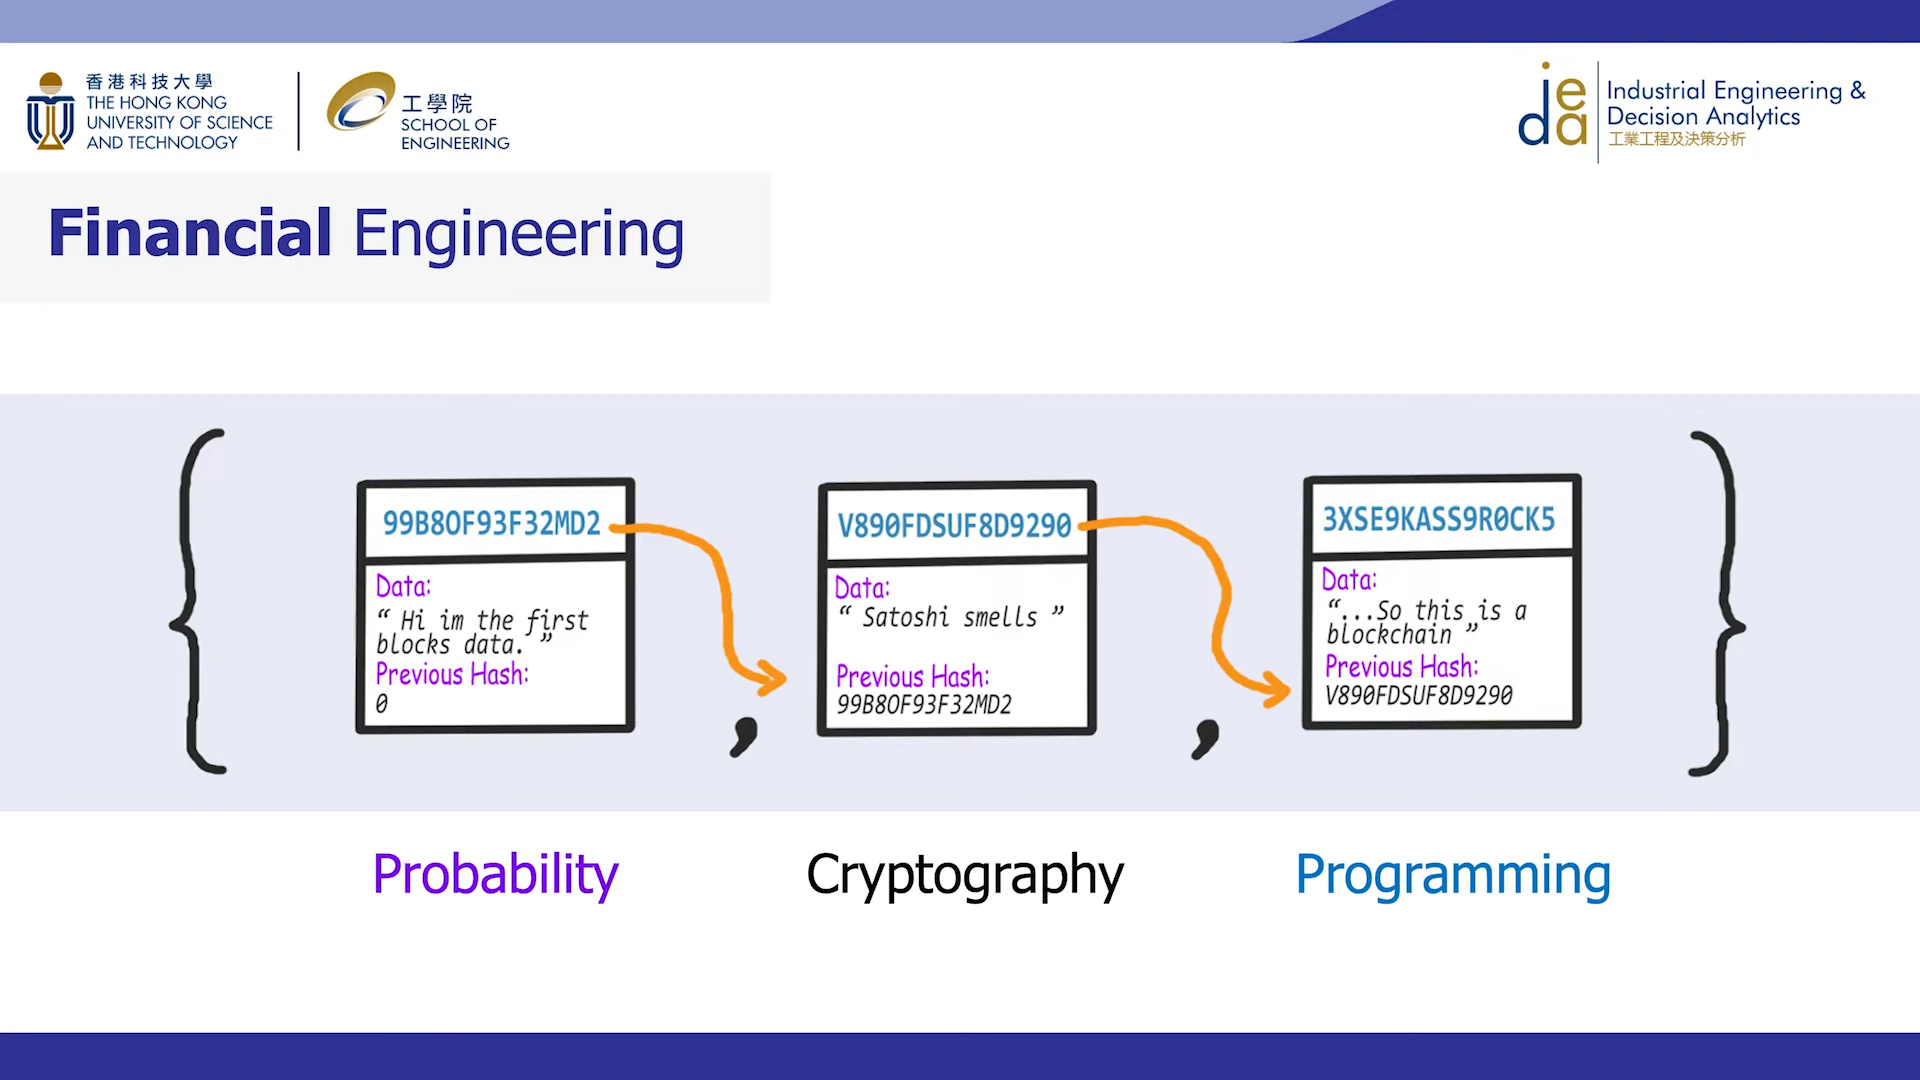 香港科技大學
THE HONG KONG
UNIVERSITY OF SCIENCE
AND TECHNOLOGY
工學院
SCHOOL OF
ENGINEERING
ieda
Industrial Engineering &
Decision Analytics
工業工程及決策分析
Financial Engineering
99B8OF93F32MD2
Data:
“ Hi im the first
blocks data. ”
Previous Hash:
0
,
V890FDSUF8D9290
Data:
“ Satoshi smells ”
Previous Hash:
99B8OF93F32MD2
,
3XSE9KASS9R0CK5
Data:
“...So this is a
blockchain ”
Previous Hash:
V890FDSUF8D9290
Probability
Cryptography
Programming